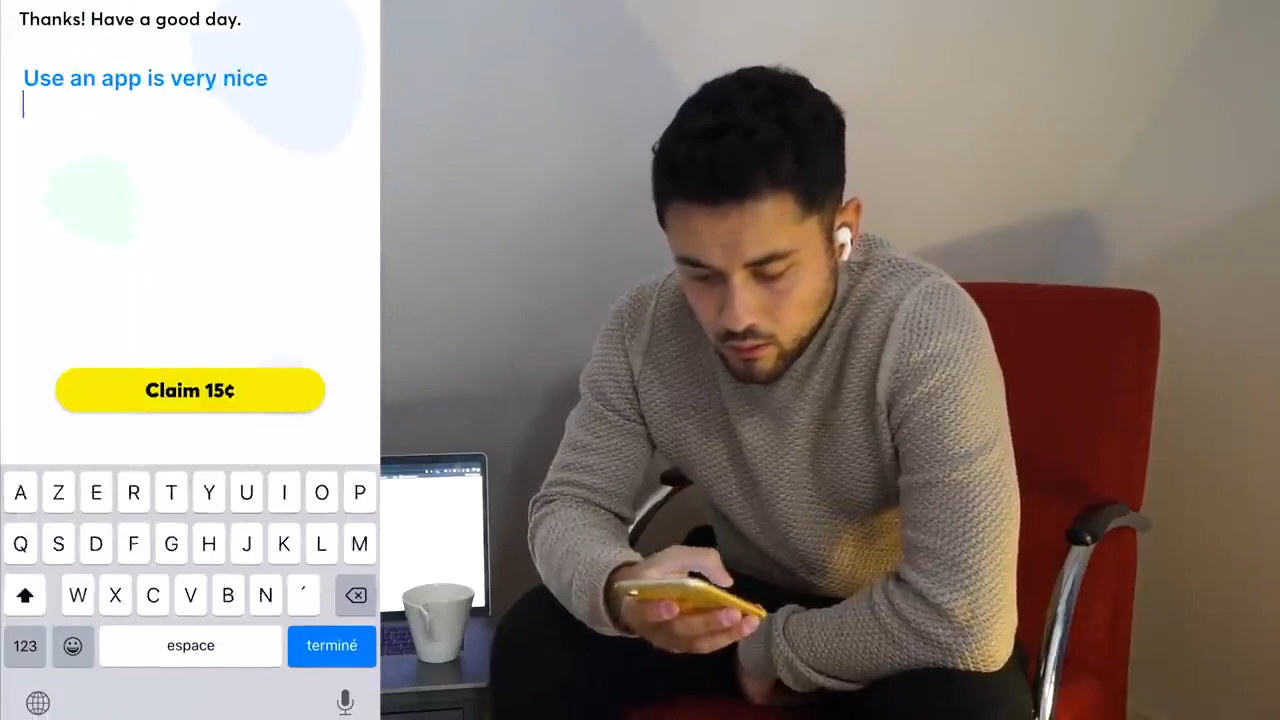 Thanks! Have a good day.
Use an app is very nice
Claim 15¢
A Z E R T Y U I O P
Q S D F G H J K L M
W X C V B N ´
123 espace terminé